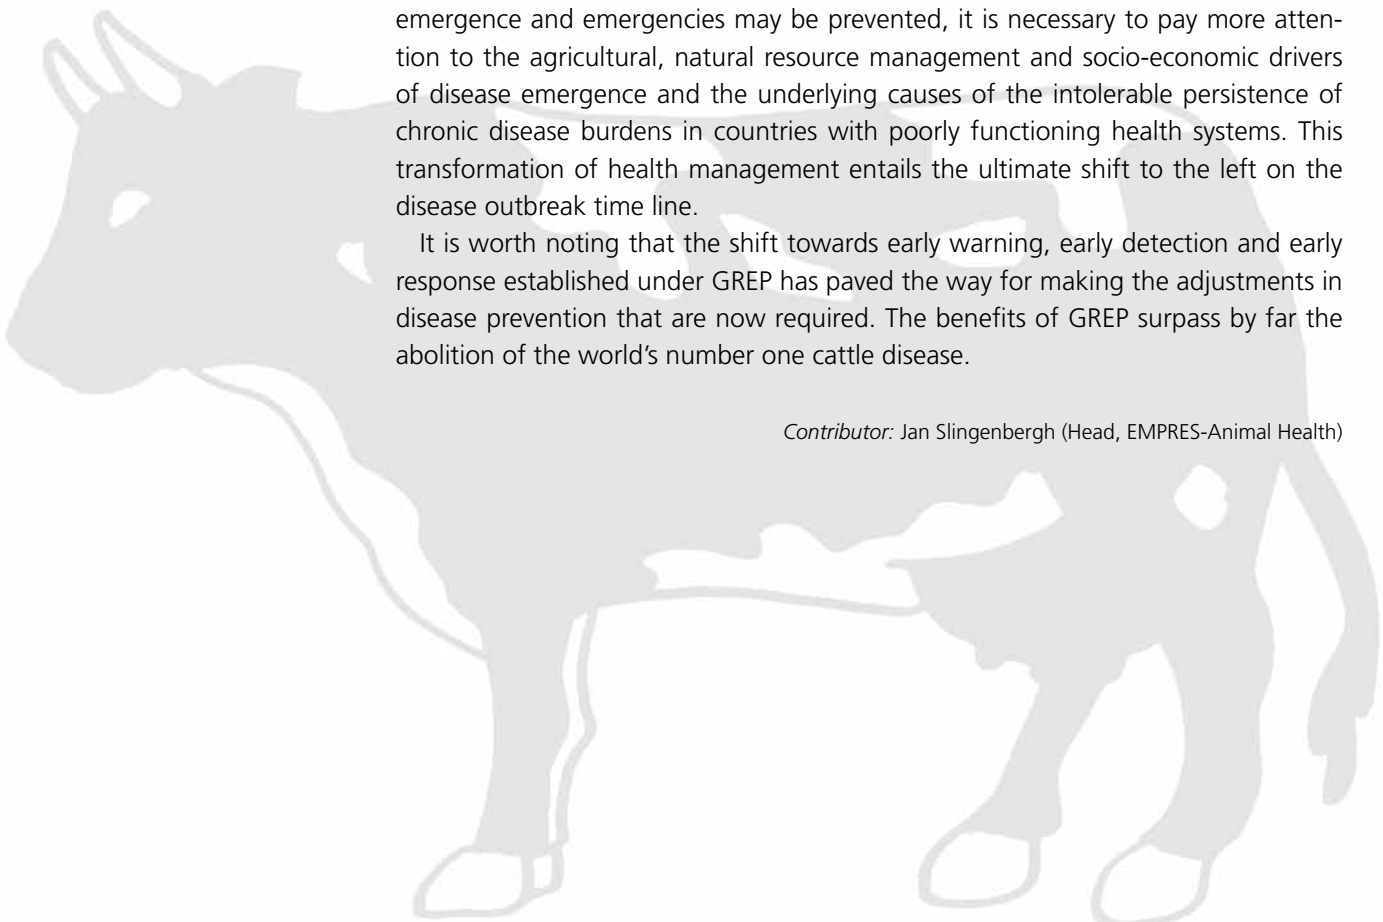 emergence and emergencies may be prevented, it is necessary to pay more atten-
tion to the agricultural, natural resource management and socio-economic drivers
of disease emergence and the underlying causes of the intolerable persistence of
chronic disease burdens in countries with poorly functioning health systems. This
transformation of health management entails the ultimate shift to the left on the
disease outbreak time line.
It is worth noting that the shift towards early warning, early detection and early
response established under GREP has paved the way for making the adjustments in
disease prevention that are now required. The benefits of GREP surpass by far the
abolition of the world’s number one cattle disease.
Contributor: Jan Slingenbergh (Head, EMPRES-Animal Health)